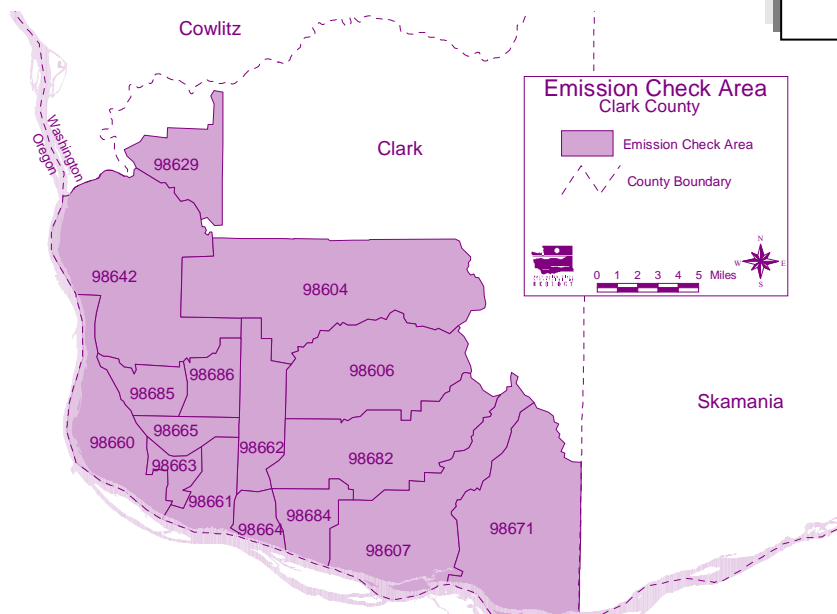 Cowlitz
Emission Check Area
Clark County
Emission Check Area
County Boundary
Washington
Oregon
Clark
98629
N
W E
S
0 1 2 3 4 5 Miles
98642
98604
98606
98686
98685
Skamania
98665
98660
98662
98682
98663
98661
98684
98664
98671
98607